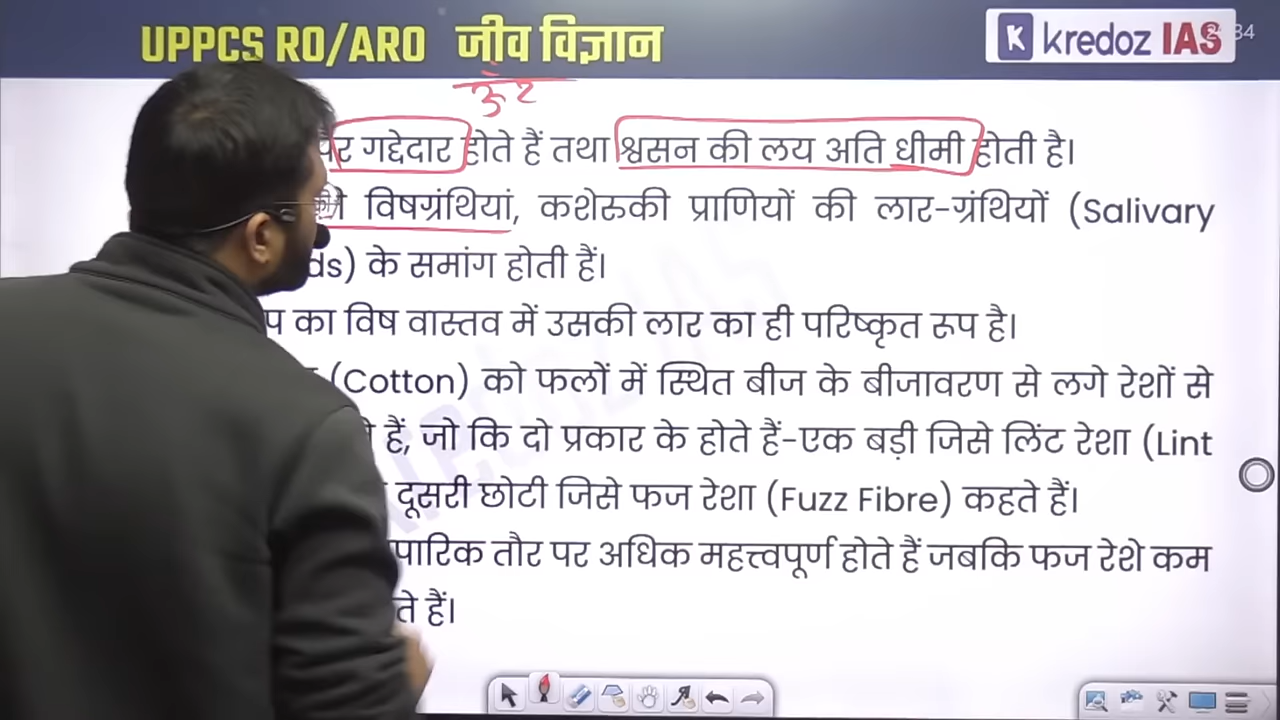 UPPCS RO/ARO जीव विज्ञान
kredoz IAS
ऊँट
पैर गद्देदार होते हैं तथा श्वसन की लय अति धीमी होती है।
की विषग्रंथियां, कशेरुकी प्राणियों की लार-ग्रंथियों (Salivary
ds) के समांग होती हैं।
प का विष वास्तव में उसकी लार का ही परिष्कृत रूप है।
(Cotton) को फलों में स्थित बीज के बीजावरण से लगे रेशों से
हैं, जो कि दो प्रकार के होते हैं-एक बड़ी जिसे लिंट रेशा (Lint
दूसरी छोटी जिसे फज रेशा (Fuzz Fibre) कहते हैं।
पारिक तौर पर अधिक महत्त्वपूर्ण होते हैं जबकि फज रेशे कम
ते हैं।